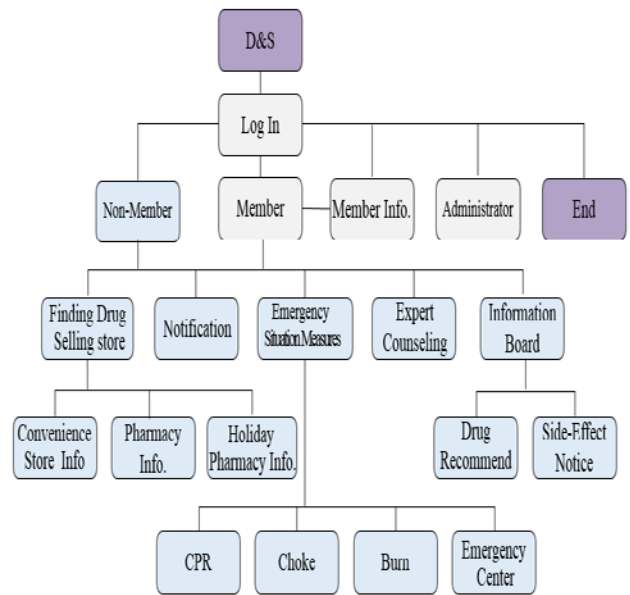 D&S
Log In
Non-Member
Member
Member Info.
Administrator
End
Finding Drug
Selling store
Notification
Emergency
Situation Measures
Expert
Counseling
Information
Board
Convenience
Store Info
Pharmacy
Info.
Holiday
Pharmacy Info.
Drug
Recommend
Side-Effect
Notice
CPR
Choke
Burn
Emergency
Center